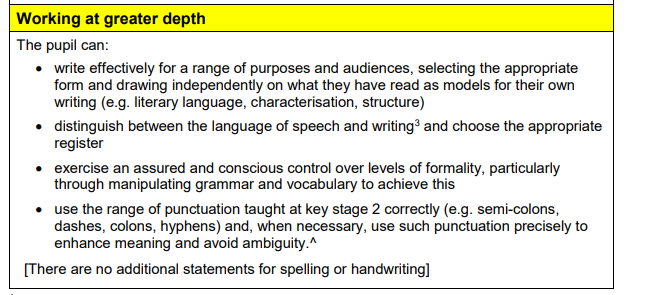 Working at greater depth
The pupil can:
• write effectively for a range of purposes and audiences, selecting the appropriate
form and drawing independently on what they have read as models for their own
writing (e.g. literary language, characterisation, structure)
• distinguish between the language of speech and writing³ and choose the appropriate
register
• exercise an assured and conscious control over levels of formality, particularly
through manipulating grammar and vocabulary to achieve this
• use the range of punctuation taught at key stage 2 correctly (e.g. semi-colons,
dashes, colons, hyphens) and, when necessary, use such punctuation precisely to
enhance meaning and avoid ambiguity.^
[There are no additional statements for spelling or handwriting]